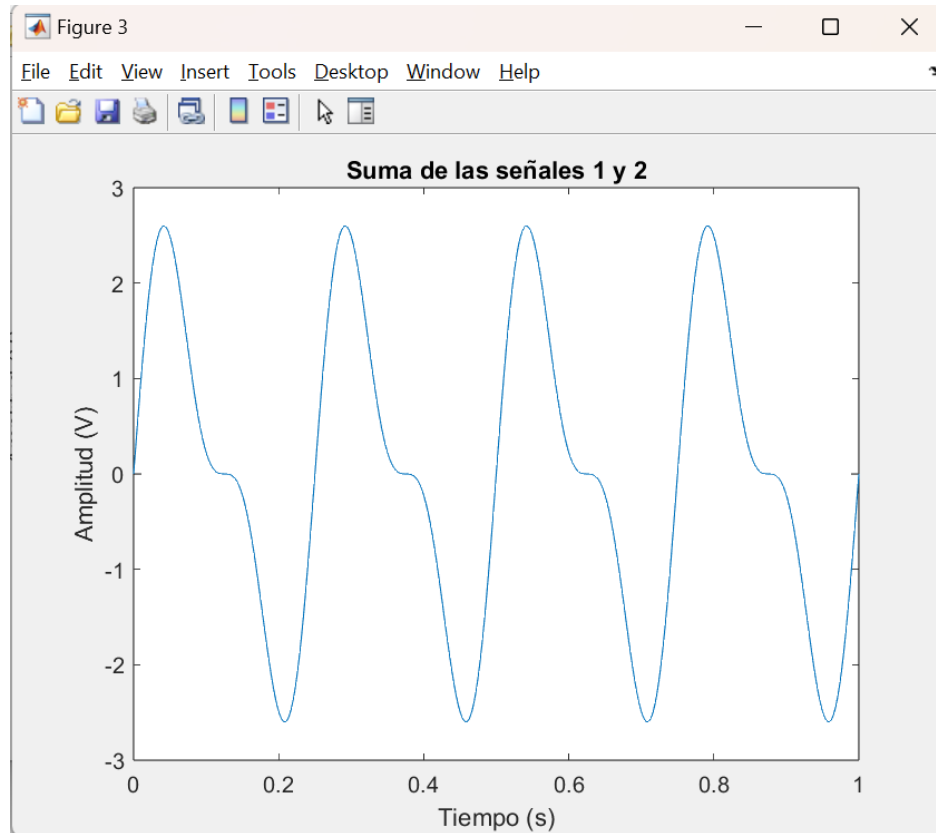 Figure 3
File Edit View Insert Tools Desktop Window Help
Suma de las señales 1 y 2
3
2
1
0
-1
-2
-3
Amplitud (V)
0 0.2 0.4 0.6 0.8 1
Tiempo (s)